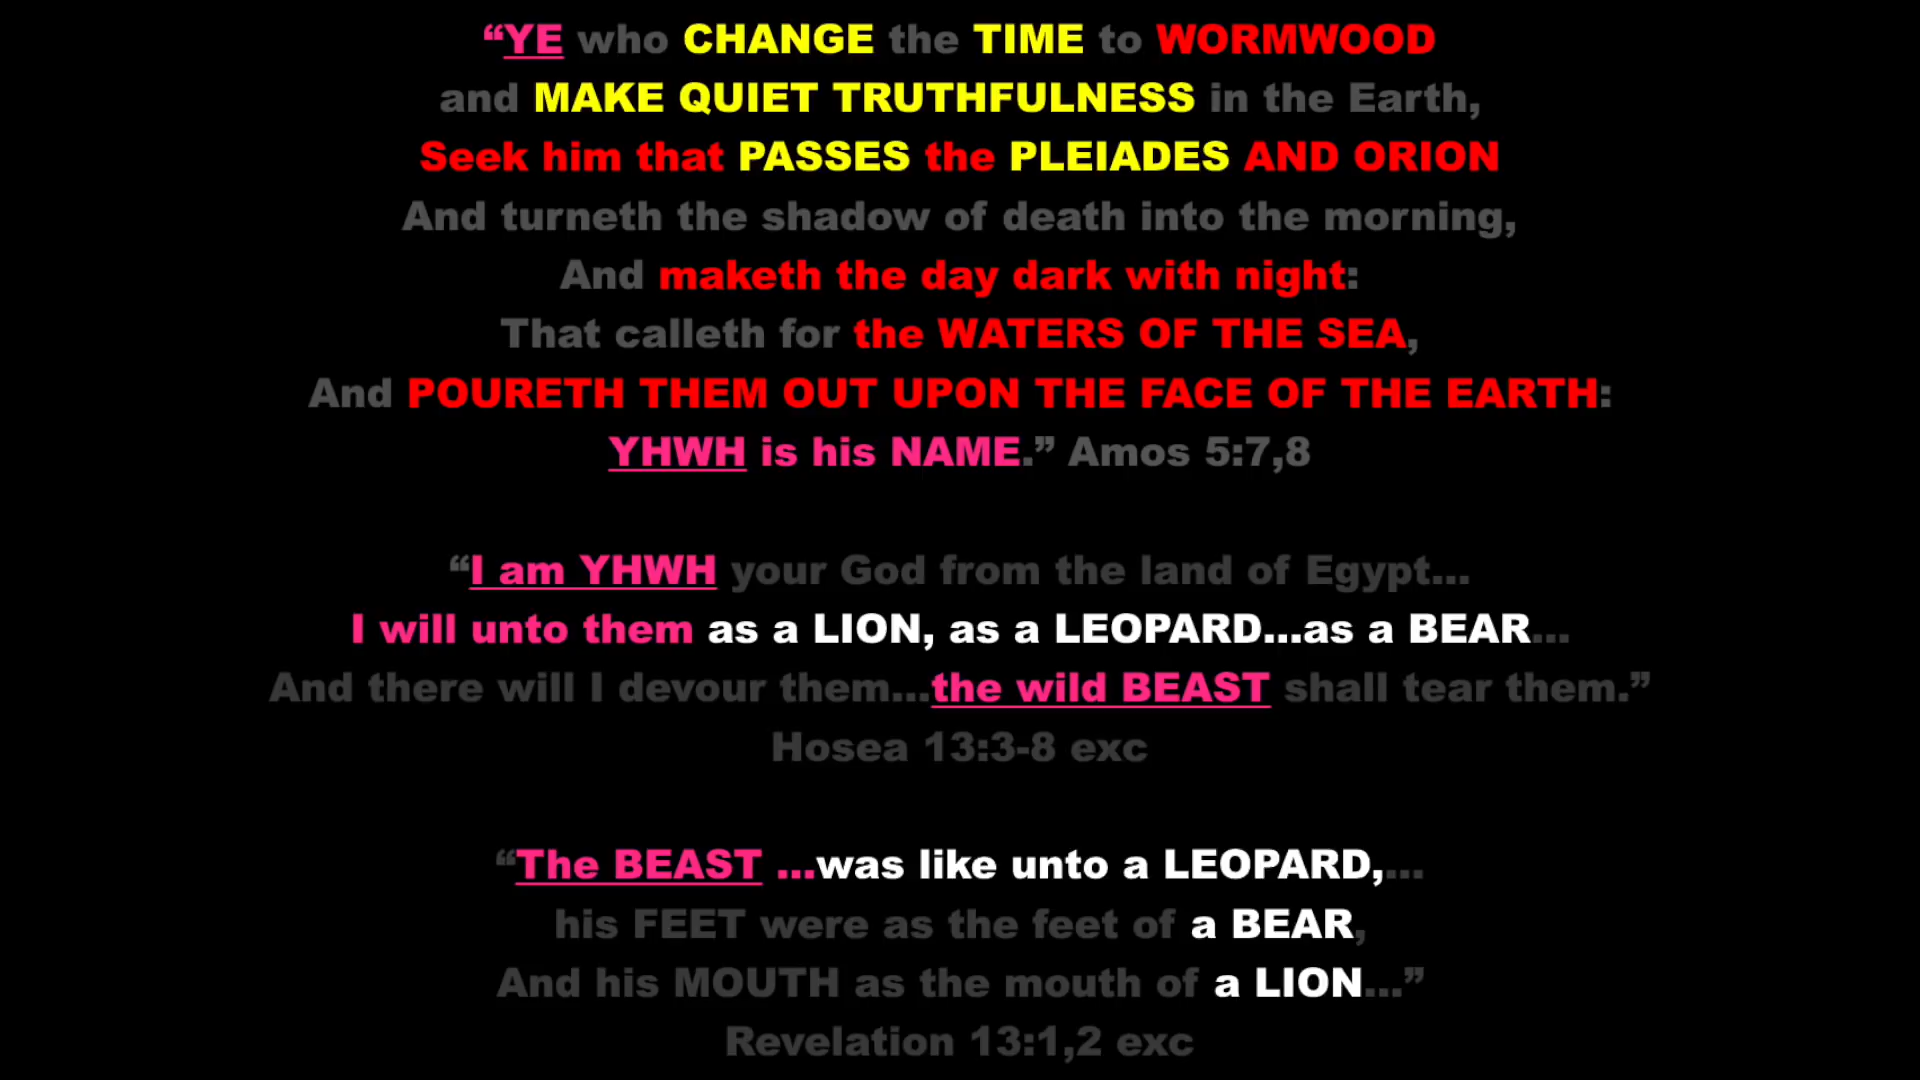 “YE who CHANGE the TIME to WORMWOOD
and MAKE QUIET TRUTHFULNESS in the Earth,
Seek him that PASSES the PLEIADES AND ORION
And turneth the shadow of death into the morning,
And maketh the day dark with night:
That calleth for the WATERS OF THE SEA,
And POURETH THEM OUT UPON THE FACE OF THE EARTH:
YHWH is his NAME.” Amos 5:7,8
“I am YHWH your God from the land of Egypt...
I will unto them as a LION, as a LEOPARD...as a BEAR...
And there will I devour them...the wild BEAST shall tear them.”
Hosea 13:3-8 exc
“The BEAST ...was like unto a LEOPARD,...
his FEET were as the feet of a BEAR,
And his MOUTH as the mouth of a LION...”
Revelation 13:1,2 exc